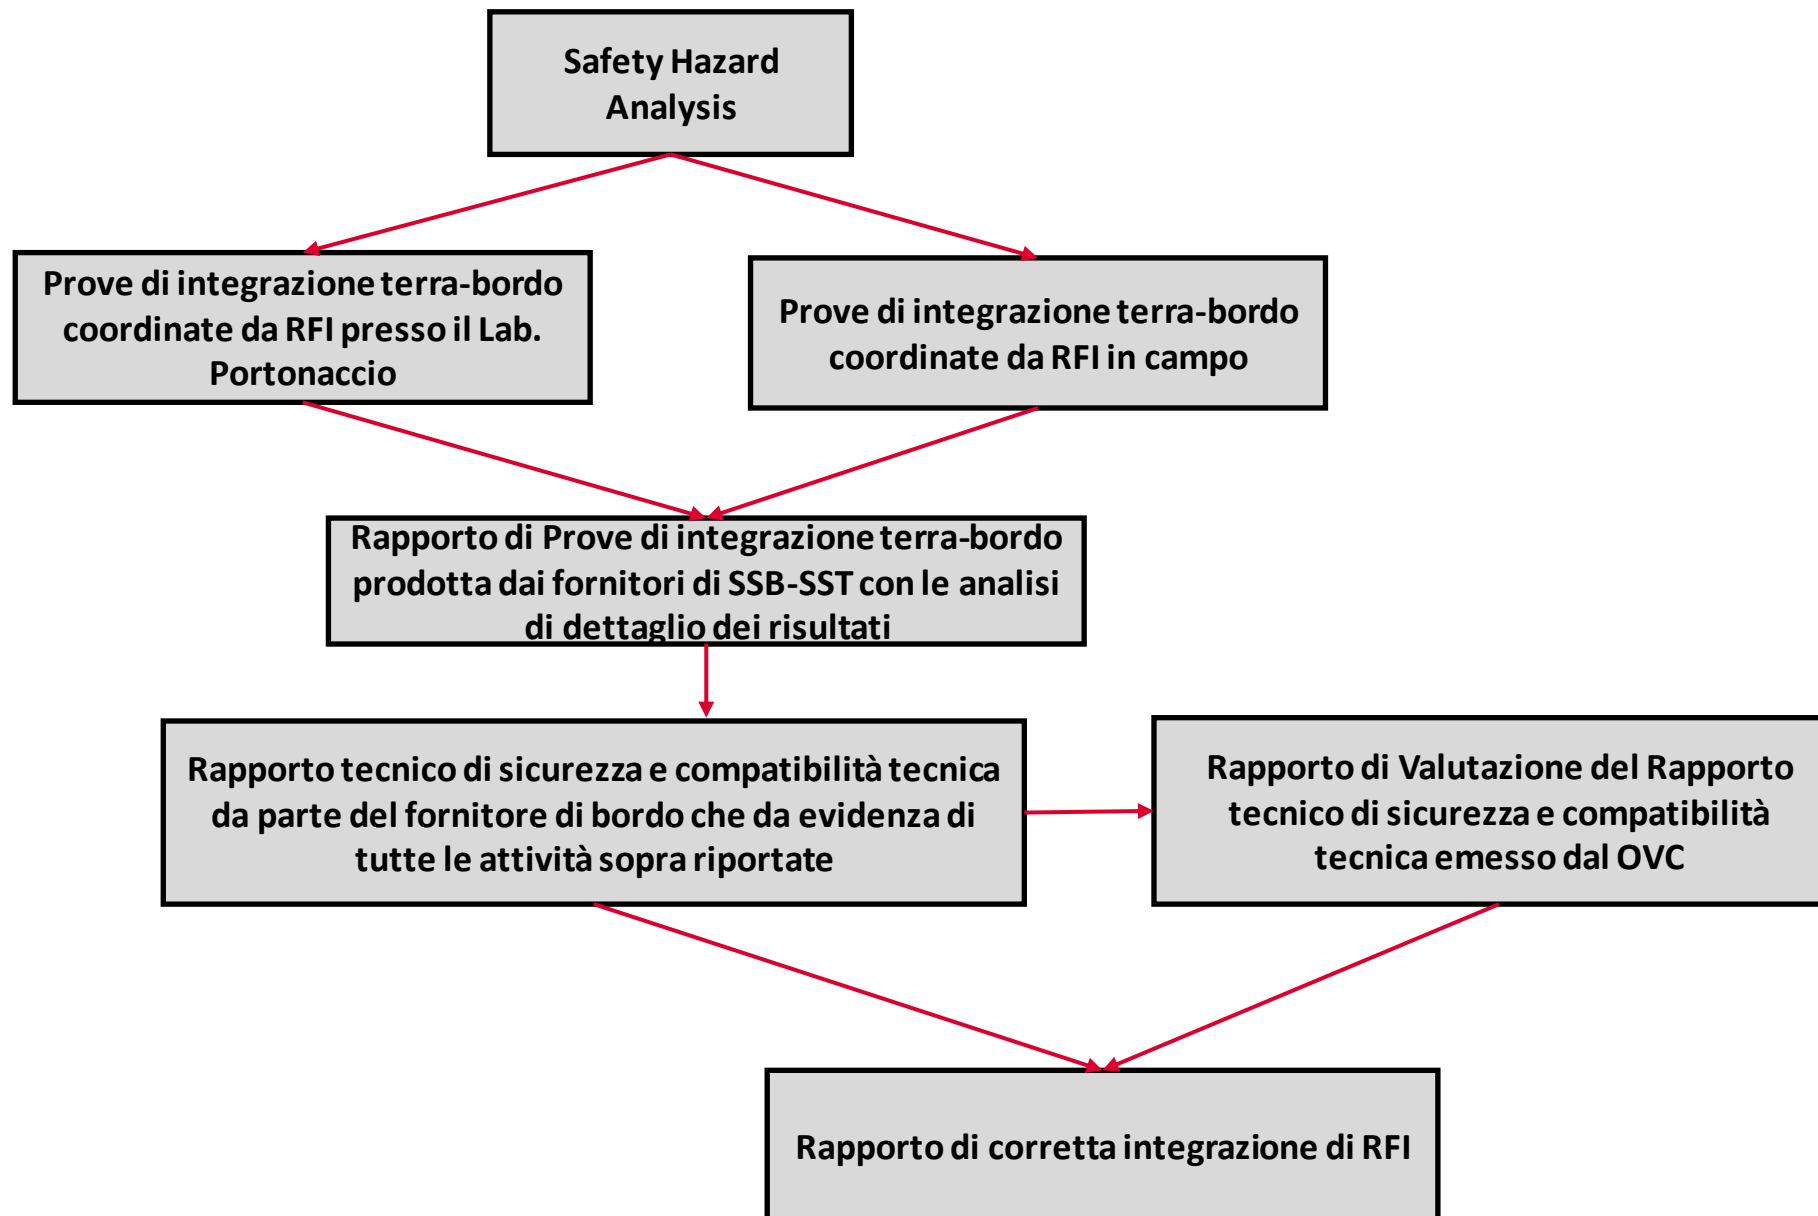 Safety Hazard
Analysis
Prove di integrazione terra-bordo
coordinate da RFI presso il Lab.
Portonaccio
Prove di integrazione terra-bordo
coordinate da RFI in campo
Rapporto di Prove di integrazione terra-bordo
prodotta dai fornitori di SSB-SST con le analisi
di dettaglio dei risultati
Rapporto tecnico di sicurezza e compatibilità tecnica
da parte del fornitore di bordo che da evidenza di
tutte le attività sopra riportate
Rapporto di Valutazione del Rapporto
tecnico di sicurezza e compatibilità
tecnica emesso dal OVC
Rapporto di corretta integrazione di RFI